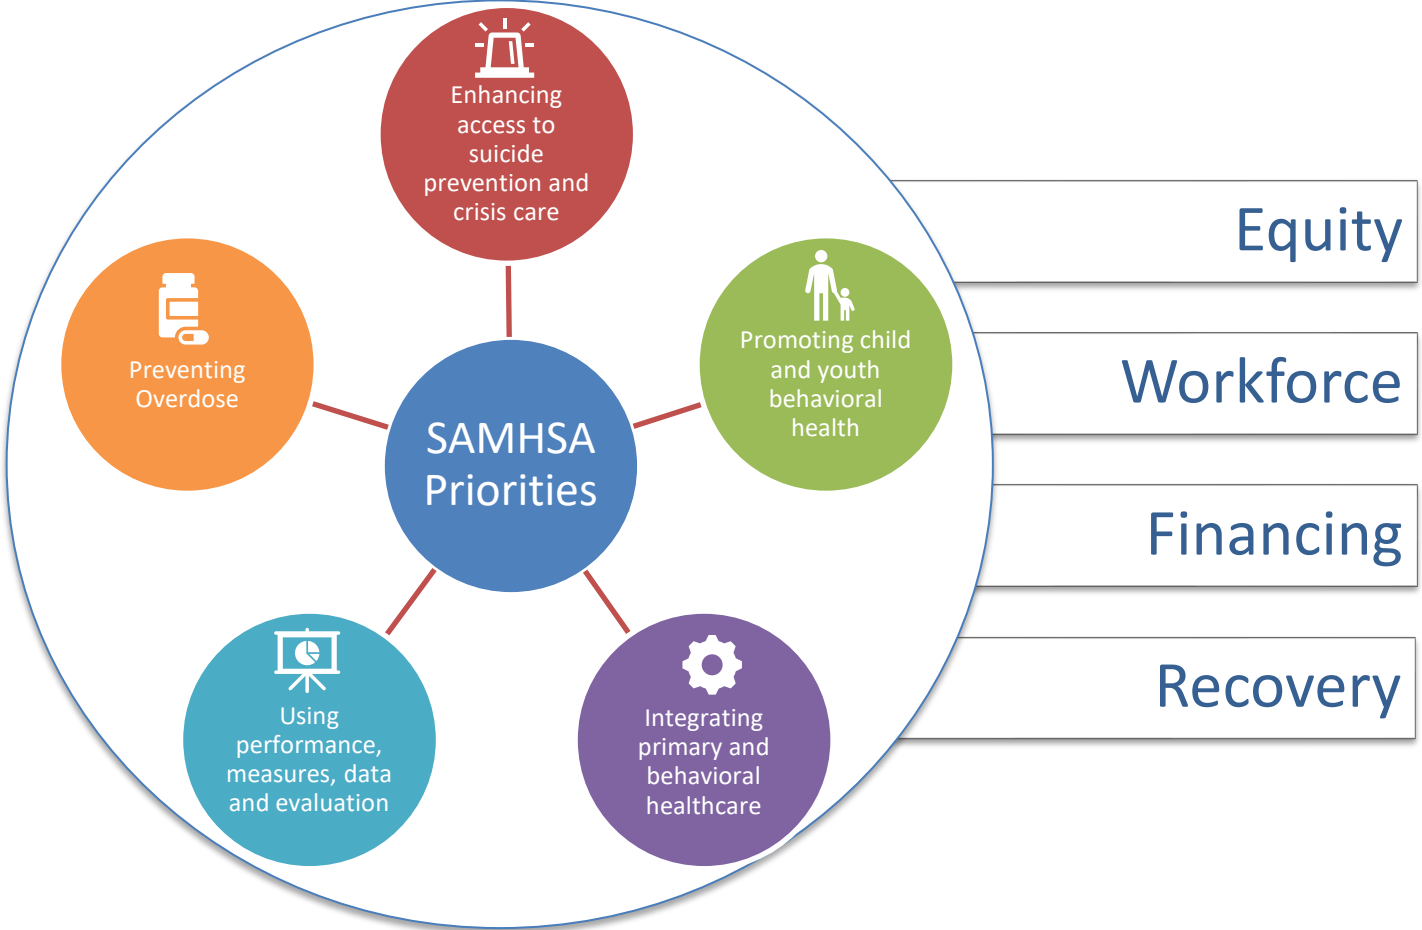 Enhancing
access to
suicide
prevention and
crisis care
Preventing
Overdose
Promoting child
and youth
behavioral
health
SAMHSA
Priorities
Using
performance,
measures, data
and evaluation
Integrating
primary and
behavioral
healthcare
Equity
Workforce
Financing
Recovery